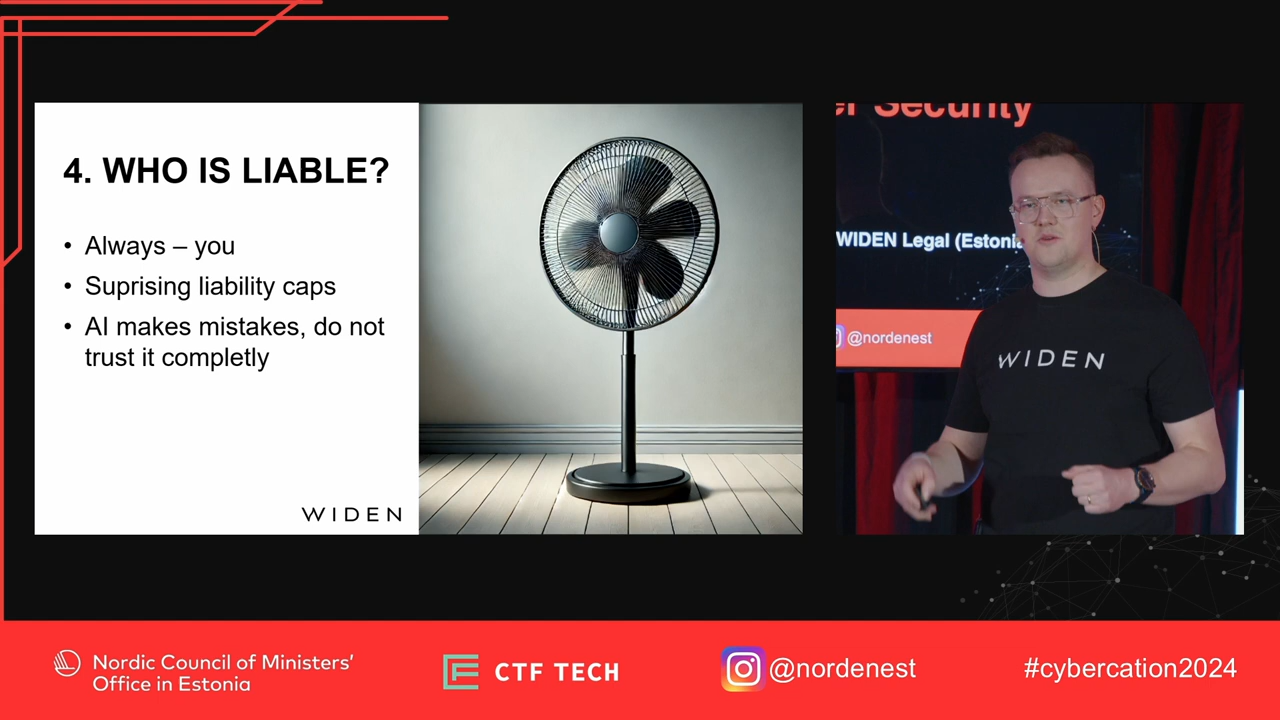 4. WHO IS LIABLE?
• Always – you
• Suprising liability caps
• AI makes mistakes, do not
trust it completly
WIDEN
Security
WIDEN Legal (Estonia
@nordenest
WIDEN
Nordic Council of Ministers'
Office in Estonia
CTF TECH
@nordenest
#cybercation2024